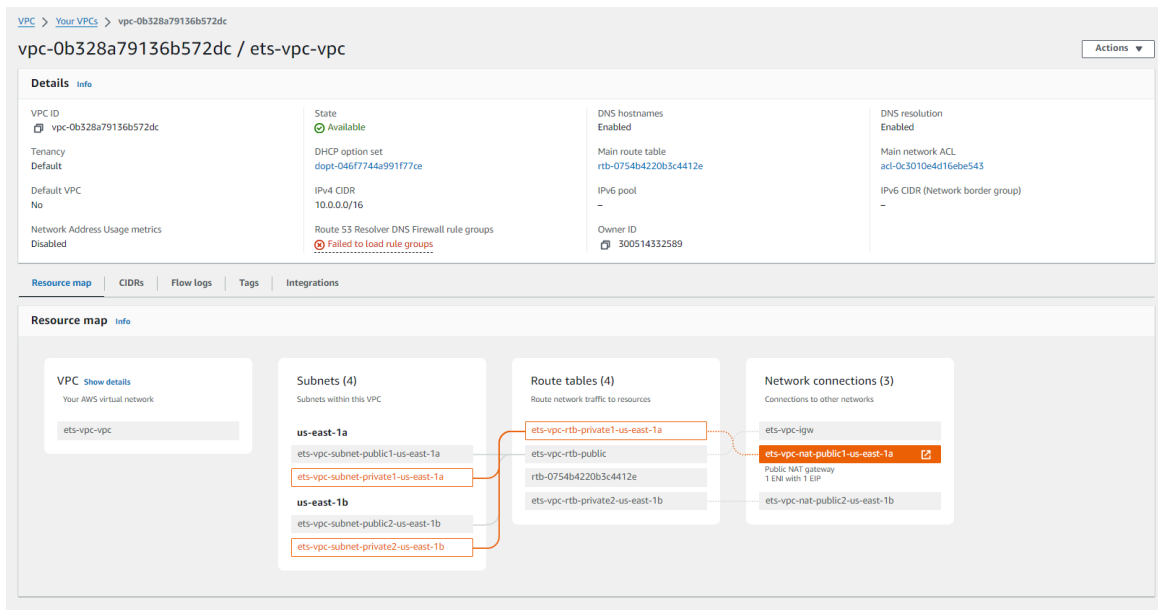 VPC > Your VPCs > vpc-0b328a79136b572dc
vpc-0b328a79136b572dc / ets-vpc-vpc
Actions
Details Info
VPC ID
vpc-0b328a79136b572dc
State
Available
DNS hostnames
Enabled
DNS resolution
Enabled
Tenancy
Default
DHCP option set
dopt-046f7744a991f77ce
Main route table
rtb-0754b4220b3c4412e
Main network ACL
acl-0c3010e4d16ebe543
Default VPC
No
IPv4 CIDR
10.0.0.0/16
IPv6 pool
–
IPv6 CIDR (Network border group)
–
Network Address Usage metrics
Disabled
Route 53 Resolver DNS Firewall rule groups
Failed to load rule groups
Owner ID
300514332589
Resource map
CIDRs
Flow logs
Tags
Integrations
Resource map Info
VPC Show details
Your AWS virtual network
ets-vpc-vpc
Subnets (4)
Subnets within this VPC
us-east-1a
ets-vpc-subnet-public1-us-east-1a
ets-vpc-subnet-private1-us-east-1a
us-east-1b
ets-vpc-subnet-public2-us-east-1b
ets-vpc-subnet-private2-us-east-1b
Route tables (4)
Route network traffic to resources
ets-vpc-rtb-private1-us-east-1a
ets-vpc-rtb-public
rtb-0754b4220b3c4412e
ets-vpc-rtb-private2-us-east-1b
Network connections (3)
Connections to other networks
ets-vpc-igw
ets-vpc-nat-public1-us-east-1a
Public NAT gateway
1 ENI with 1 EIP
ets-vpc-nat-public2-us-east-1b